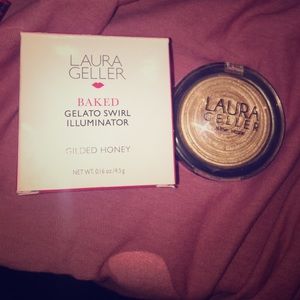 LAURA
GELLER
BAKED
GELATO SWIRL
ILLUMINATOR
GILDED HONEY
NET WT. 0.16 oz/4.5 g
LAURA
GELLER